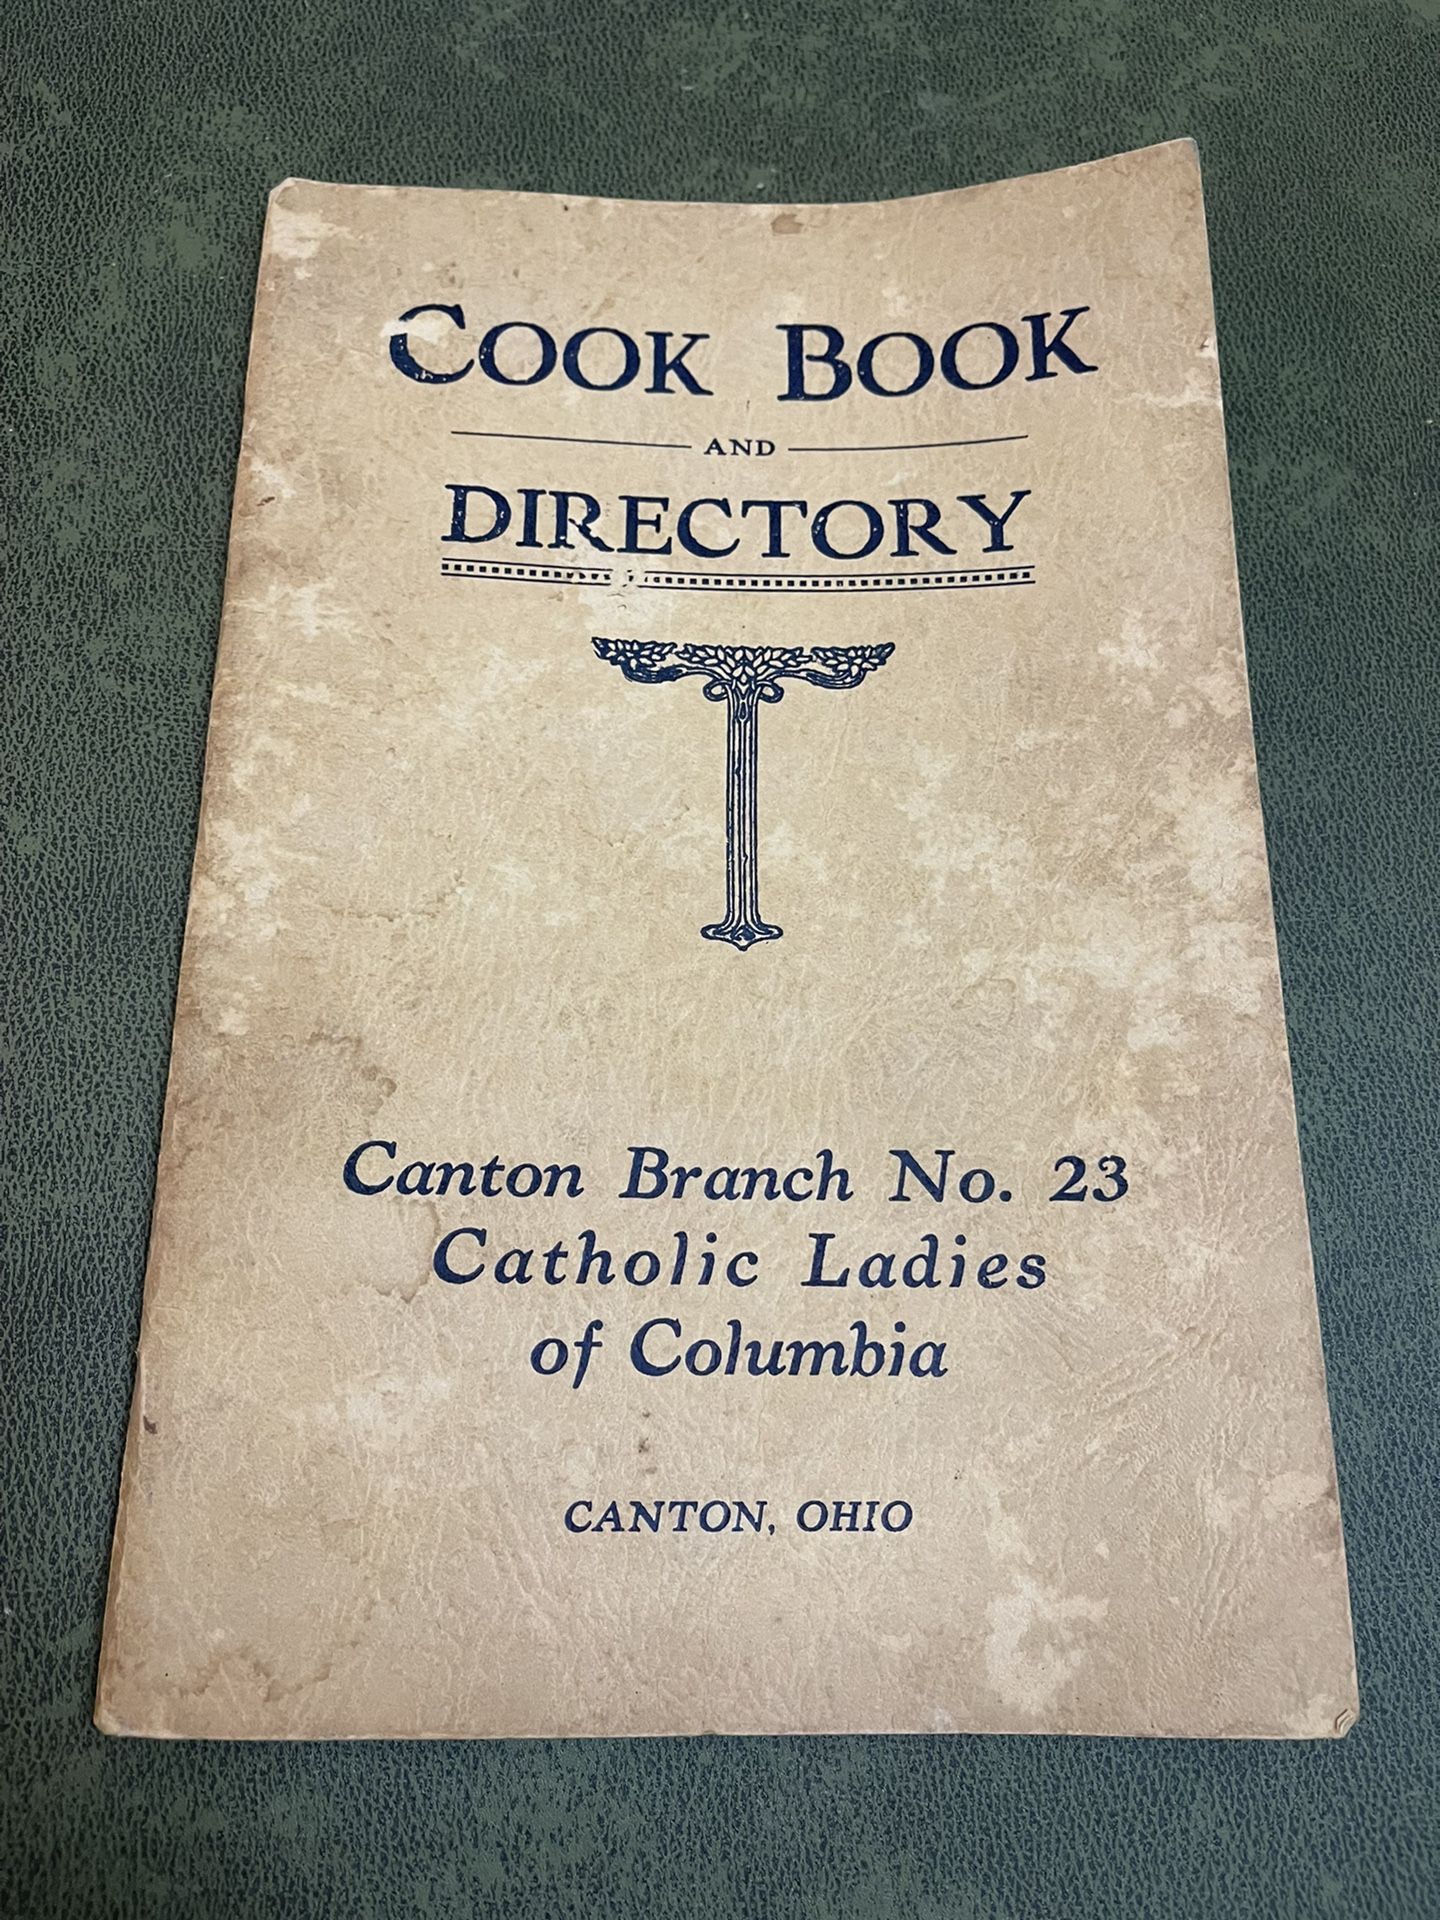 COOK BOOK
AND
DIRECTORY
Canton Branch No. 23
Catholic Ladies
of Columbia
CANTON, OHIO